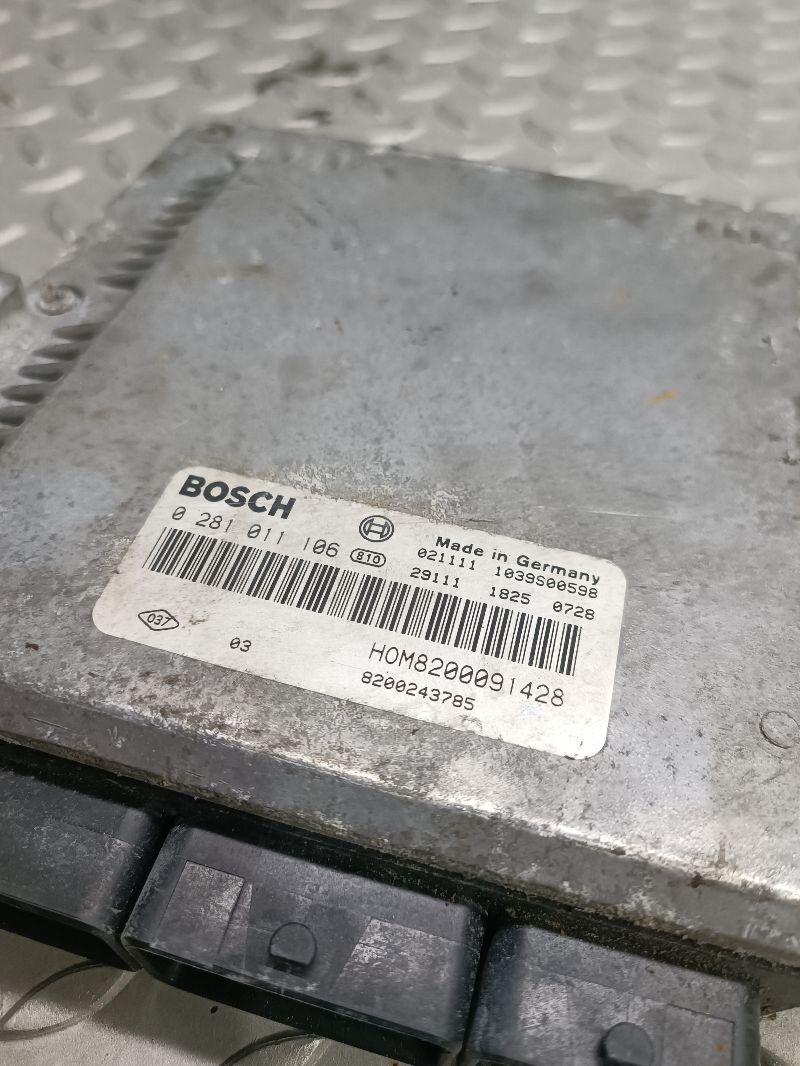 BOSCH
Made in Germany
0 281 011 106 810 021111 1039S00598
29111 1825 0728
037
03 HOM8200091428
8200243785